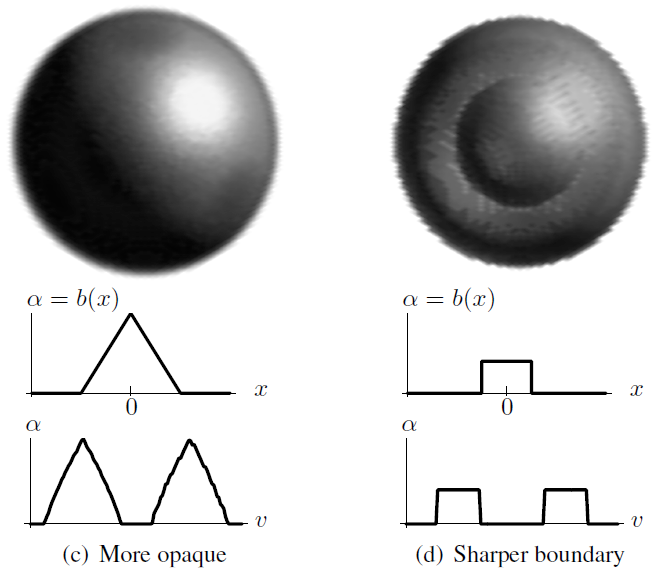 α = b(x)
α = b(x)
x
x
0
0
α
α
v
v
(c) More opaque
(d) Sharper boundary